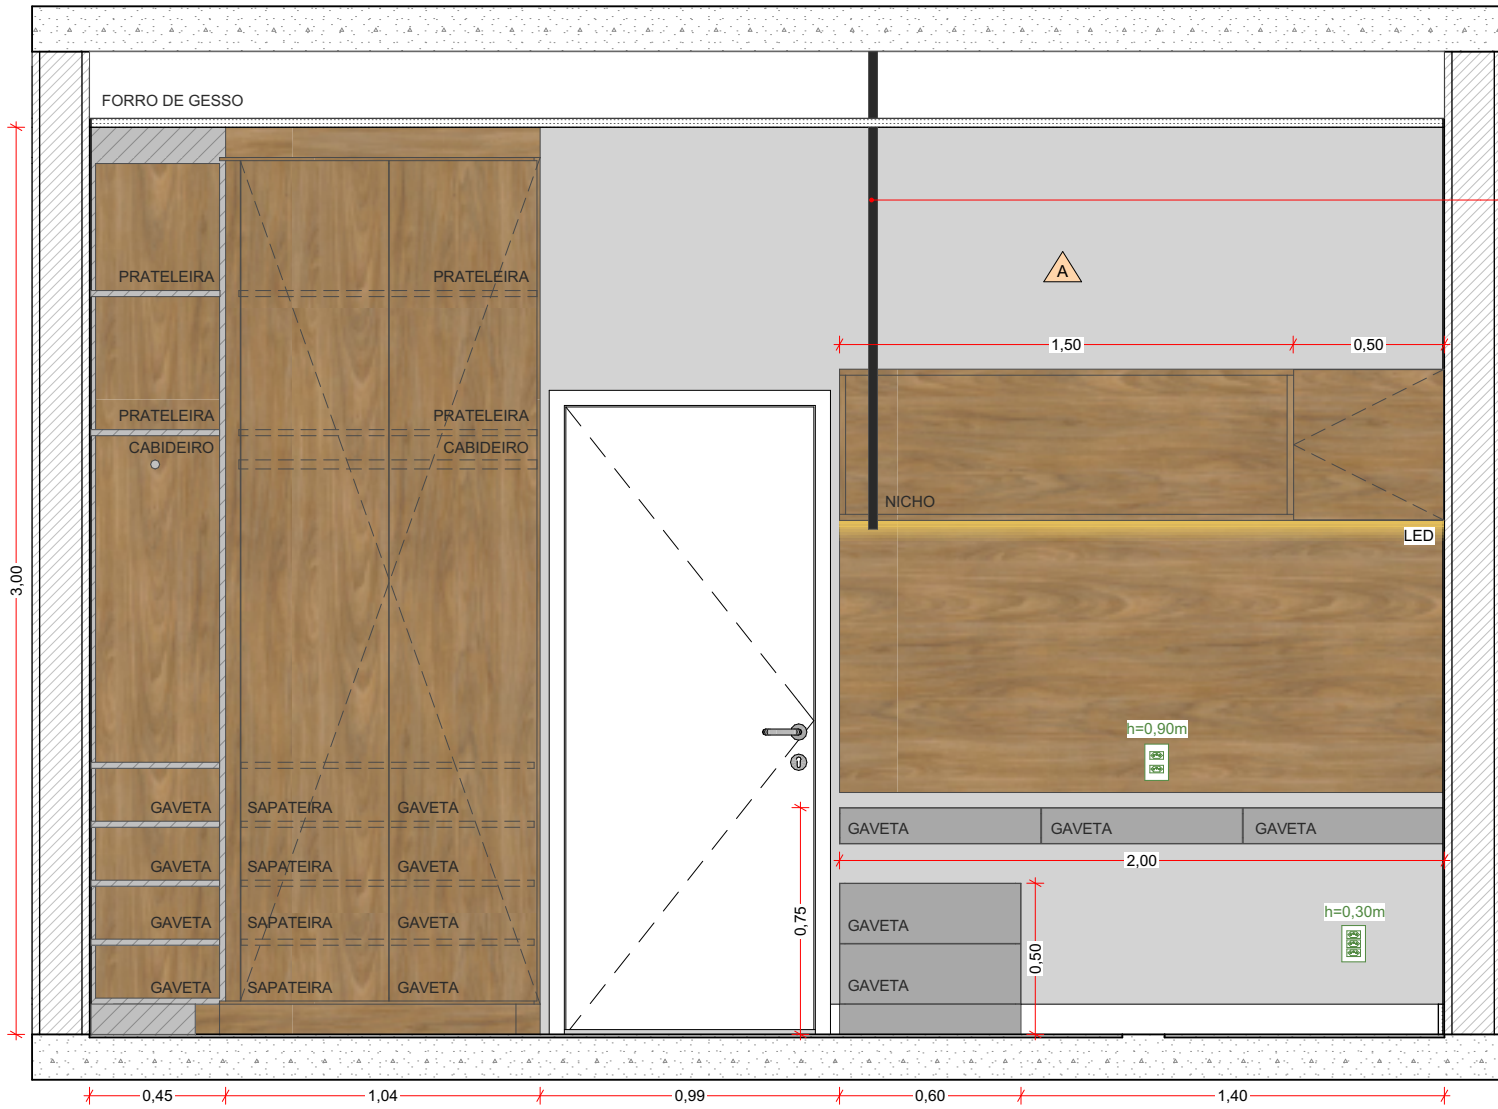 FORRO DE GESSO
A
PRATELEIRA
PRATELEIRA
1,50
0,50
PRATELEIRA
PRATELEIRA
CABIDEIRO
CABIDEIRO
NICHO
LED
3,00
h=0,90m
GAVETA
SAPATEIRA
GAVETA
GAVETA
GAVETA
GAVETA
2,00
GAVETA
SAPATEIRA
GAVETA
0,75
h=0,30m
GAVETA
SAPATEIRA
GAVETA
GAVETA
0,50
GAVETA
SAPATEIRA
GAVETA
GAVETA
0,45
1,04
0,99
0,60
1,40